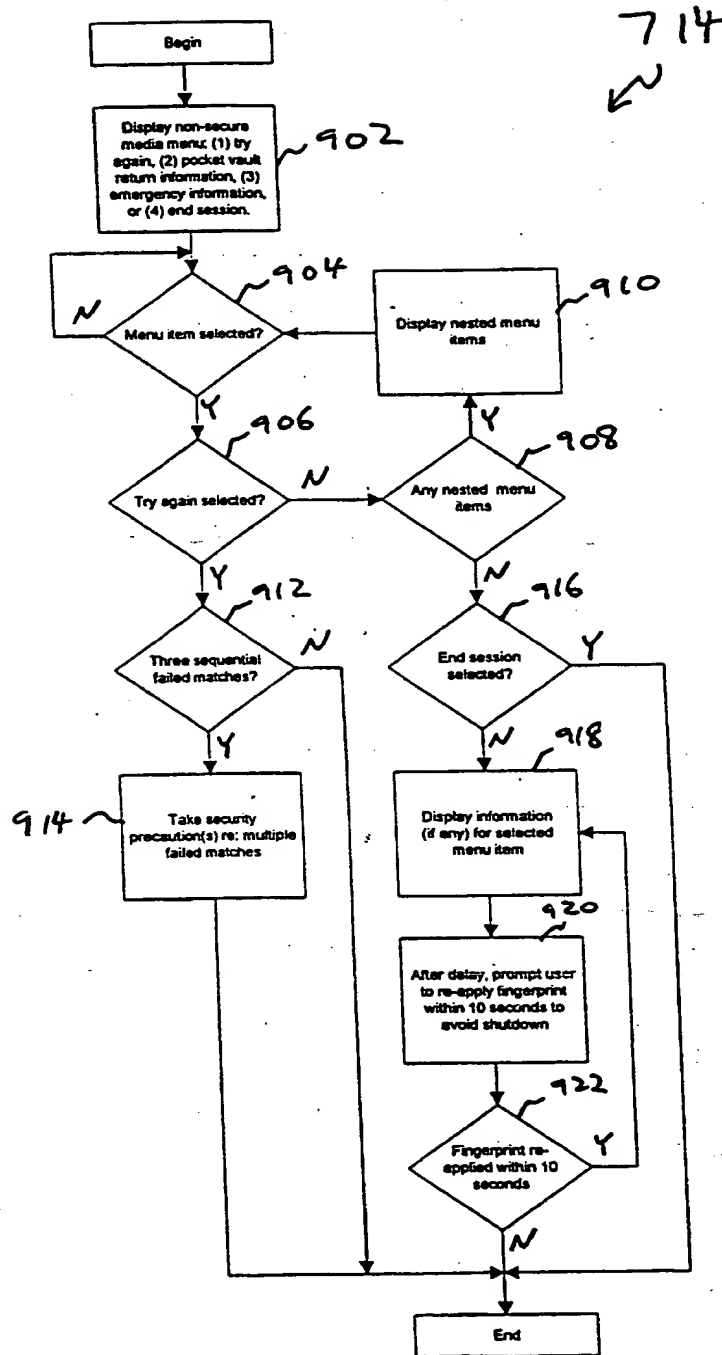 714
Begin
902
Display non-secure
media menu: (1) try
again, (2) pocket vault
return information, (3)
emergency information,
or (4) end session.
904
910
N
Menu item selected?
Display nested menu
items
Y
Y
906
908
Try again selected?
N
Any nested menu
items
Y
N
912
916
Three sequential
failed matches?
N
End session
selected?
Y
Y
N
918
914
Take security
precaution(s) re: multiple
failed matches
Display information
(if any) for selected
menu item
920
After delay, prompt user
to re-apply fingerprint
within 10 seconds to
avoid shutdown
922
Fingerprint re-
applied within 10
seconds
Y
N
End